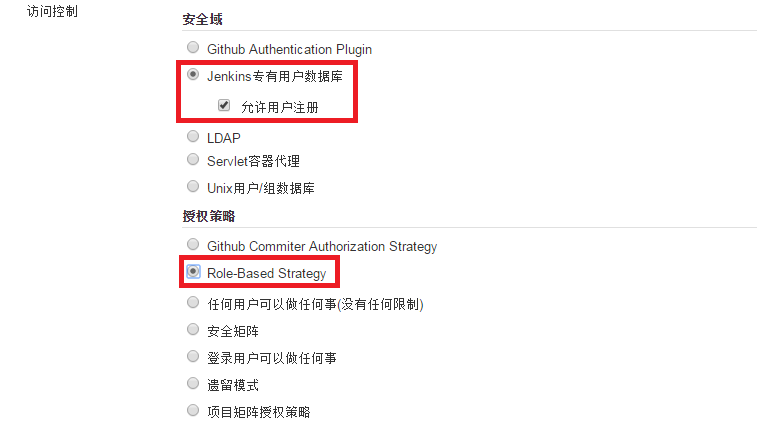 访问控制
安全域
Github Authentication Plugin
Jenkins专有用户数据库
允许用户注册
LDAP
Servlet容器代理
Unix用户/组数据库
授权策略
Github Commiter Authorization Strategy
Role-Based Strategy
任何用户可以做任何事(没有任何限制)
安全矩阵
登录用户可以做任何事
遗留模式
项目矩阵授权策略